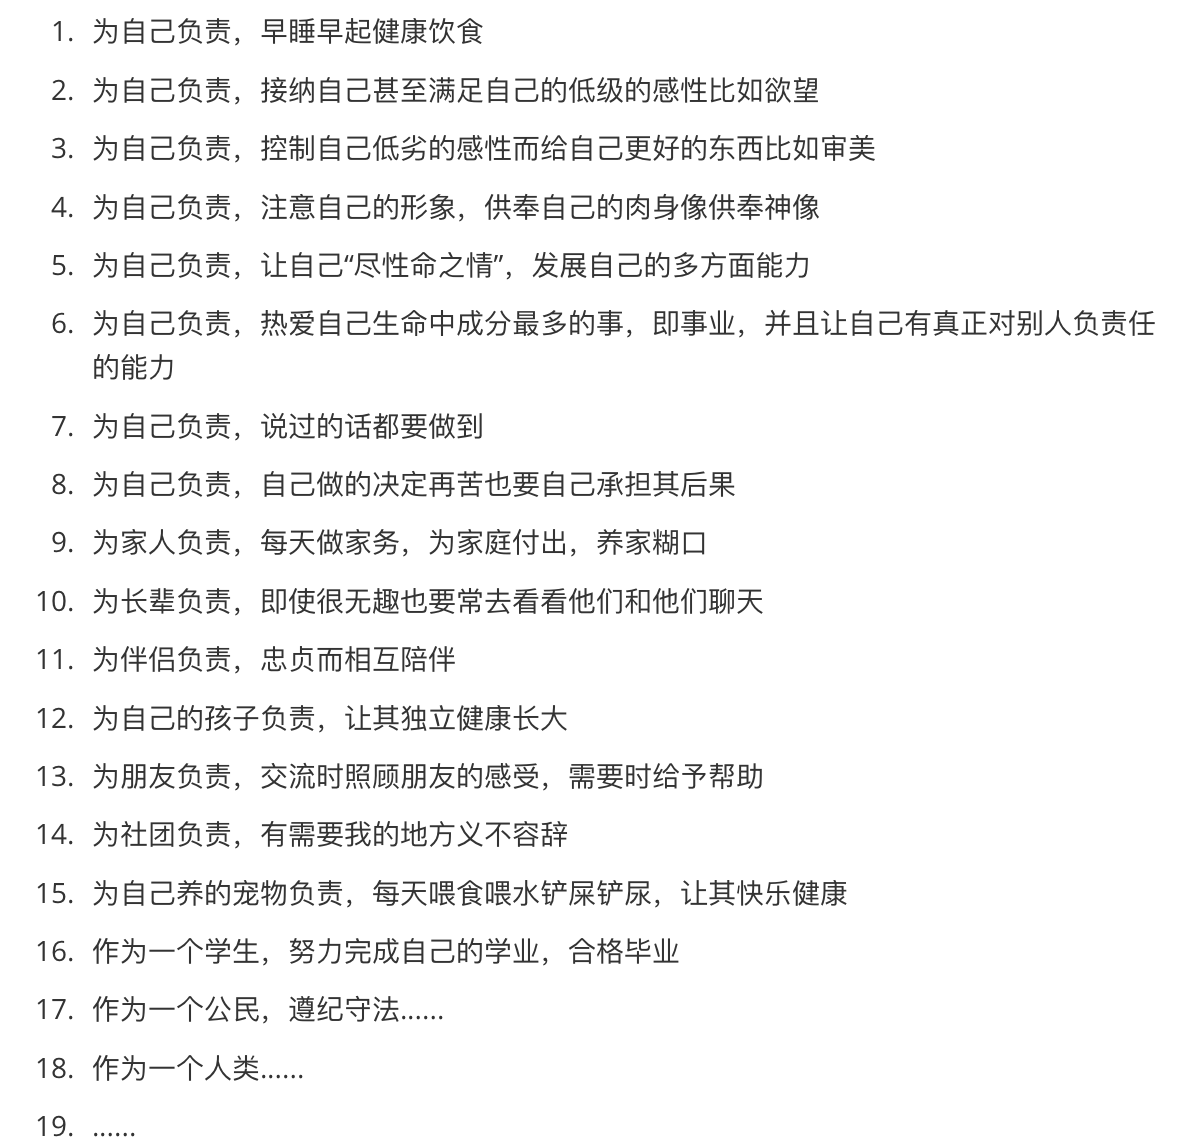 1. 为自己负责，早睡早起健康饮食
2. 为自己负责，接纳自己甚至满足自己的低级的感性比如欲望
3. 为自己负责，控制自己低劣的感性而给自己更好的东西比如审美
4. 为自己负责，注意自己的形象，供奉自己的肉身像供奉神像
5. 为自己负责，让自己“尽性命之情”，发展自己的多方面能力
6. 为自己负责，热爱自己生命中成分最多的事，即事业，并且让自己有真正对别人负责任
的能力
7. 为自己负责，说过的话都要做到
8. 为自己负责，自己做的决定再苦也要自己承担其后果
9. 为家人负责，每天做家务，为家庭付出，养家糊口
10. 为长辈负责，即使很无趣也要常去看看他们和他们聊天
11. 为伴侣负责，忠贞而相互陪伴
12. 为自己的孩子负责，让其独立健康长大
13. 为朋友负责，交流时照顾朋友的感受，需要时给予帮助
14. 为社团负责，有需要我的地方义不容辞
15. 为自己养的宠物负责，每天喂食喂水铲屎铲尿，让其快乐健康
16. 作为一个学生，努力完成自己的学业，合格毕业
17. 作为一个公民，遵纪守法......
18. 作为一个人类......
19. ......